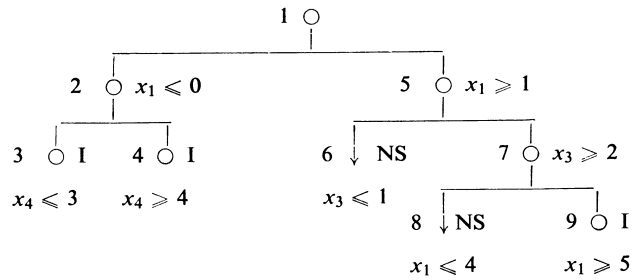 1
2 x₁ ⩽ 0 5 x₁ ⩾ 1
3 I 4 I 6 NS 7 x₃ ⩾ 2
x₄ ⩽ 3 x₄ ⩾ 4 x₃ ⩽ 1
8 NS 9 I
x₁ ⩽ 4 x₁ ⩾ 5